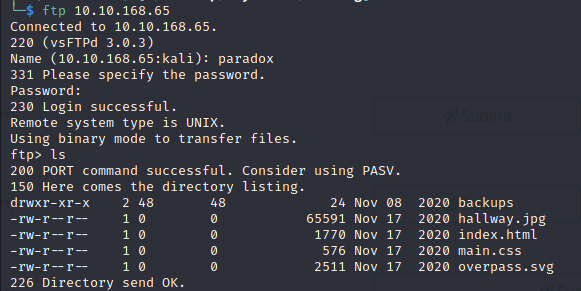 └─$ ftp 10.10.168.65
Connected to 10.10.168.65.
220 (vsFTPd 3.0.3)
Name (10.10.168.65:kali): paradox
331 Please specify the password.
Password:
230 Login successful.
Remote system type is UNIX.
Using binary mode to transfer files.
ftp> ls
200 PORT command successful. Consider using PASV.
150 Here comes the directory listing.
drwxr-xr-x    2 48       48             24 Nov 08  2020 backups
-rw-r--r--    1 0        0           65591 Nov 17  2020 hallway.jpg
-rw-r--r--    1 0        0            1770 Nov 17  2020 index.html
-rw-r--r--    1 0        0             576 Nov 17  2020 main.css
-rw-r--r--    1 0        0            2511 Nov 17  2020 overpass.svg
226 Directory send OK.
Submit